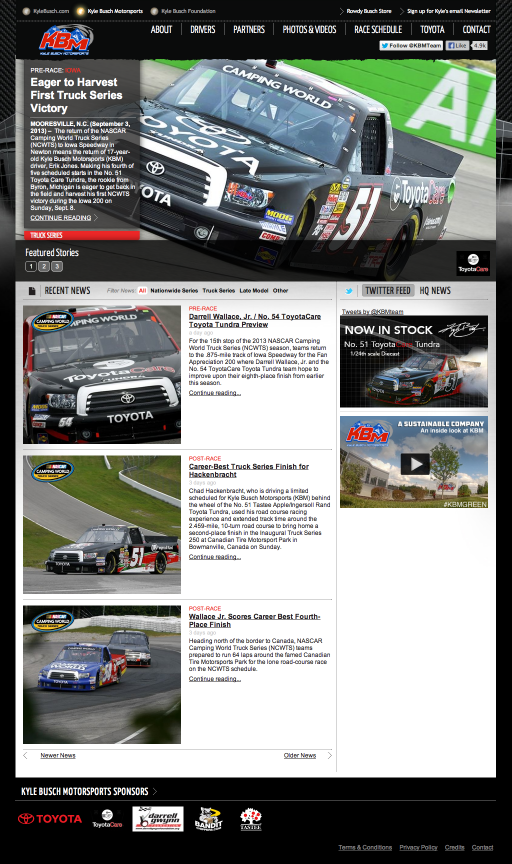 KyleBusch.com
Kyle Busch Motorsports
Kyle Busch Foundation
Rowdy Busch Store
Sign up for Kyle's email Newsletter
KBM
KYLE BUSCH MOTORSPORTS
ABOUT
DRIVERS
PARTNERS
PHOTOS & VIDEOS
RACE SCHEDULE
TOYOTA
CONTACT
Follow @KBMTeam
Like
4.9k
PRE-RACE: IOWA
Eager to Harvest
First Truck Series
Victory
MOORESVILLE, N.C. (September 3,
2013) – The return of the NASCAR
Camping World Truck Series
(NCWTS) to Iowa Speedway in
Newton means the return of 17-year-
old Kyle Busch Motorsports (KBM)
driver, Erik Jones. Making his fourth of
five scheduled starts in the No. 51
Toyota Tundra, the rookie from
Byron, Michigan is eager to get back in
the field and harvest his first NCWTS
victory during the Iowa 200 on
Sunday, Sept. 8.
CONTINUE READING
TRUCK SERIES
CAMPING WORLD
TOYOTA
MOOG
ToyotaCare
51
Featured Stories
1 2 3
ToyotaCare
RECENT NEWS
Filter News: All Nationwide Series Truck Series Late Model Other
TWITTER FEED
HQ NEWS
CAMPING WORLD
TOYOTA
54
PRE-RACE
Darrell Wallace, Jr. / No. 54 ToyotaCare
Toyota Tundra Preview
a day ago
For the 15th stop of the 2013 NASCAR Camping
World Truck Series (NCWTS) season, teams return
to the .875-mile track of Iowa Speedway for the Fan
Appreciation 200 where Darrell Wallace, Jr. and the
No. 54 ToyotaCare Toyota Tundra team hope to
improve upon their eighth-place finish from earlier
this season.
Continue reading...
Tweets by @KBMteam
NOW IN STOCK
No. 51 ToyotaCare Tundra
1/24th scale Diecast
A SUSTAINABLE COMPANY
An inside look at KBM.
KBM
#KBMGREEN
51
POST-RACE
Career-Best Truck Series Finish for
Hackenbracht
3 days ago
Chad Hackenbracht, who is driving a limited
scheduled for Kyle Busch Motorsports (KBM) behind
the wheel of the No. 51 Tastee Apple/Ingersoll Rand
Toyota Tundra, used his road course racing
experience and extended track time around the
2.459-mile, 10-turn road course to bring home a
second-place finish in the Inaugural Truck Series
250 at Canadian Tire Motorsport Park in
Bowmanville, Canada on Sunday.
Continue reading...
POST-RACE
Wallace Jr. Scores Career Best Fourth-
Place Finish
3 days ago
Heading north of the border to Canada, NASCAR
Camping World Truck Series (NCWTS) teams
prepared to run 64 laps around the famed Canadian
Tire Motorsports Park for the lone road-course race
on the NCWTS schedule.
Continue reading...
Newer News
Older News
KYLE BUSCH MOTORSPORTS SPONSORS
TOYOTA
ToyotaCare
darrell
gwynn
BANDIT
TASTEE
Terms & Conditions
Privacy Policy
Credits
Contact